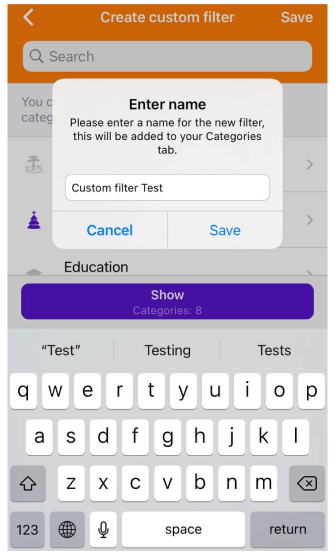 Create custom filter Save
Search
You c
categ
Enter name
Please enter a name for the new filter,
this will be added to your Categories
tab.
Custom filter Test
Cancel Save
Education
Show
Categories: 8
“Test” Testing Tests
q w e r t y u i o p
a s d f g h j k l
z x c v b n m
123 space return